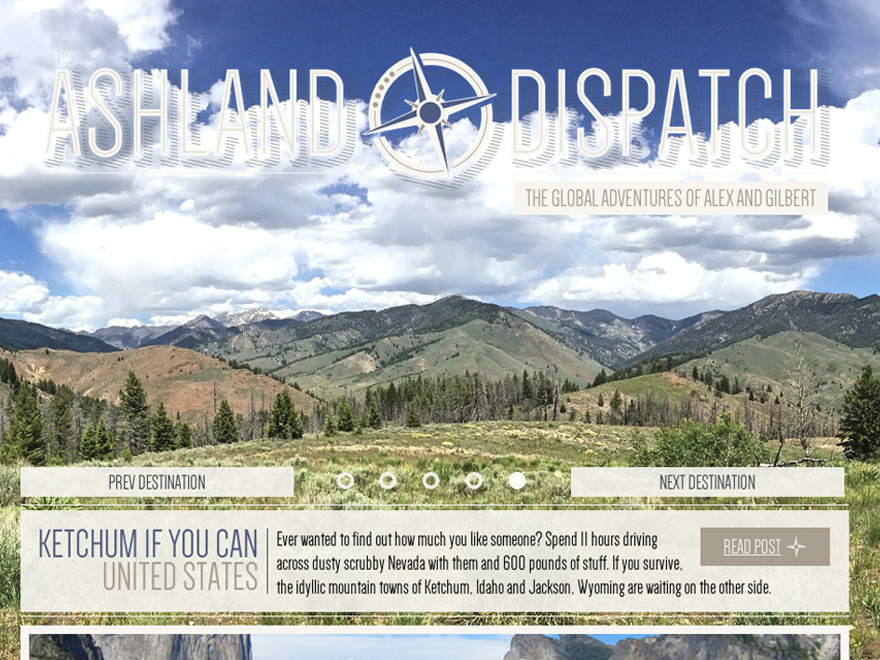 THE
ASHLAND DISPATCH
THE GLOBAL ADVENTURES OF ALEX AND GILBERT
PREV DESTINATION
NEXT DESTINATION
KETCHUM IF YOU CAN
UNITED STATES
Ever wanted to find out how much you like someone? Spend 11 hours driving
across dusty scrubby Nevada with them and 600 pounds of stuff. If you survive,
the idyllic mountain towns of Ketchum, Idaho and Jackson, Wyoming are waiting on the other side.
READ POST